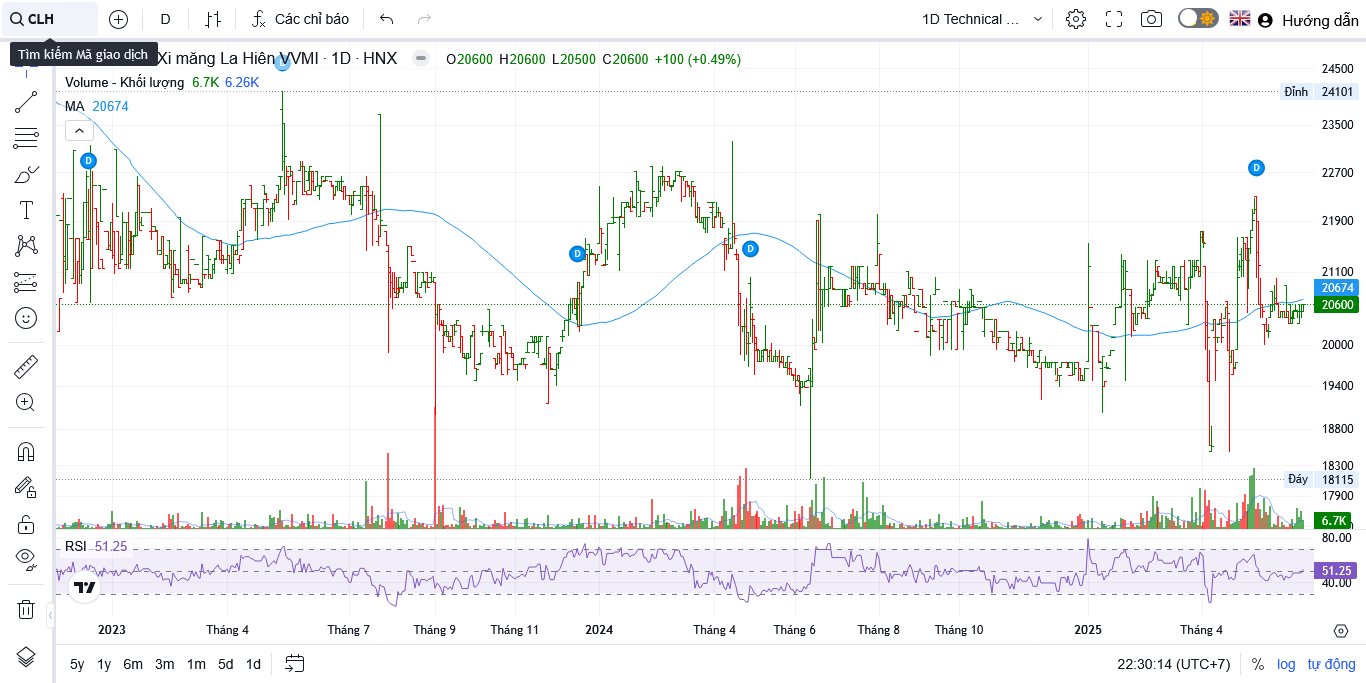 CLH D Các chỉ báo 1D Technical ... Hướng dẫn
Tìm kiếm Mã giao dịch
Xi măng La Hiên VVMI · 1D · HNX O20600 H20600 L20500 C20600 +100 (+0.49%)
Volume - Khối lượng 6.7K 6.26K
MA 20674
24500
Đỉnh 24101
23500
22700
21900
21100
20674
20600
20000
19400
18800
18300
Đáy 18115
17900
6.7K
D
D
D
D
RSI 51.25
80.00
51.25
40.00
2023 Tháng 4 Tháng 7 Tháng 9 Tháng 11 2024 Tháng 4 Tháng 6 Tháng 8 Tháng 10 2025 Tháng 4
5y 1y 6m 3m 1m 5d 1d 22:30:14 (UTC+7) % log tự động